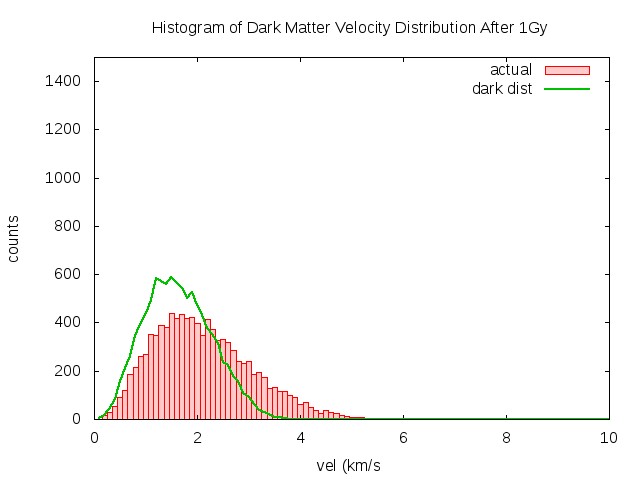 Histogram of Dark Matter Velocity Distribution After 1Gy
actual
dark dist
1400
1200
1000
800
600
400
200
0
counts
0 2 4 6 8 10
vel (km/s